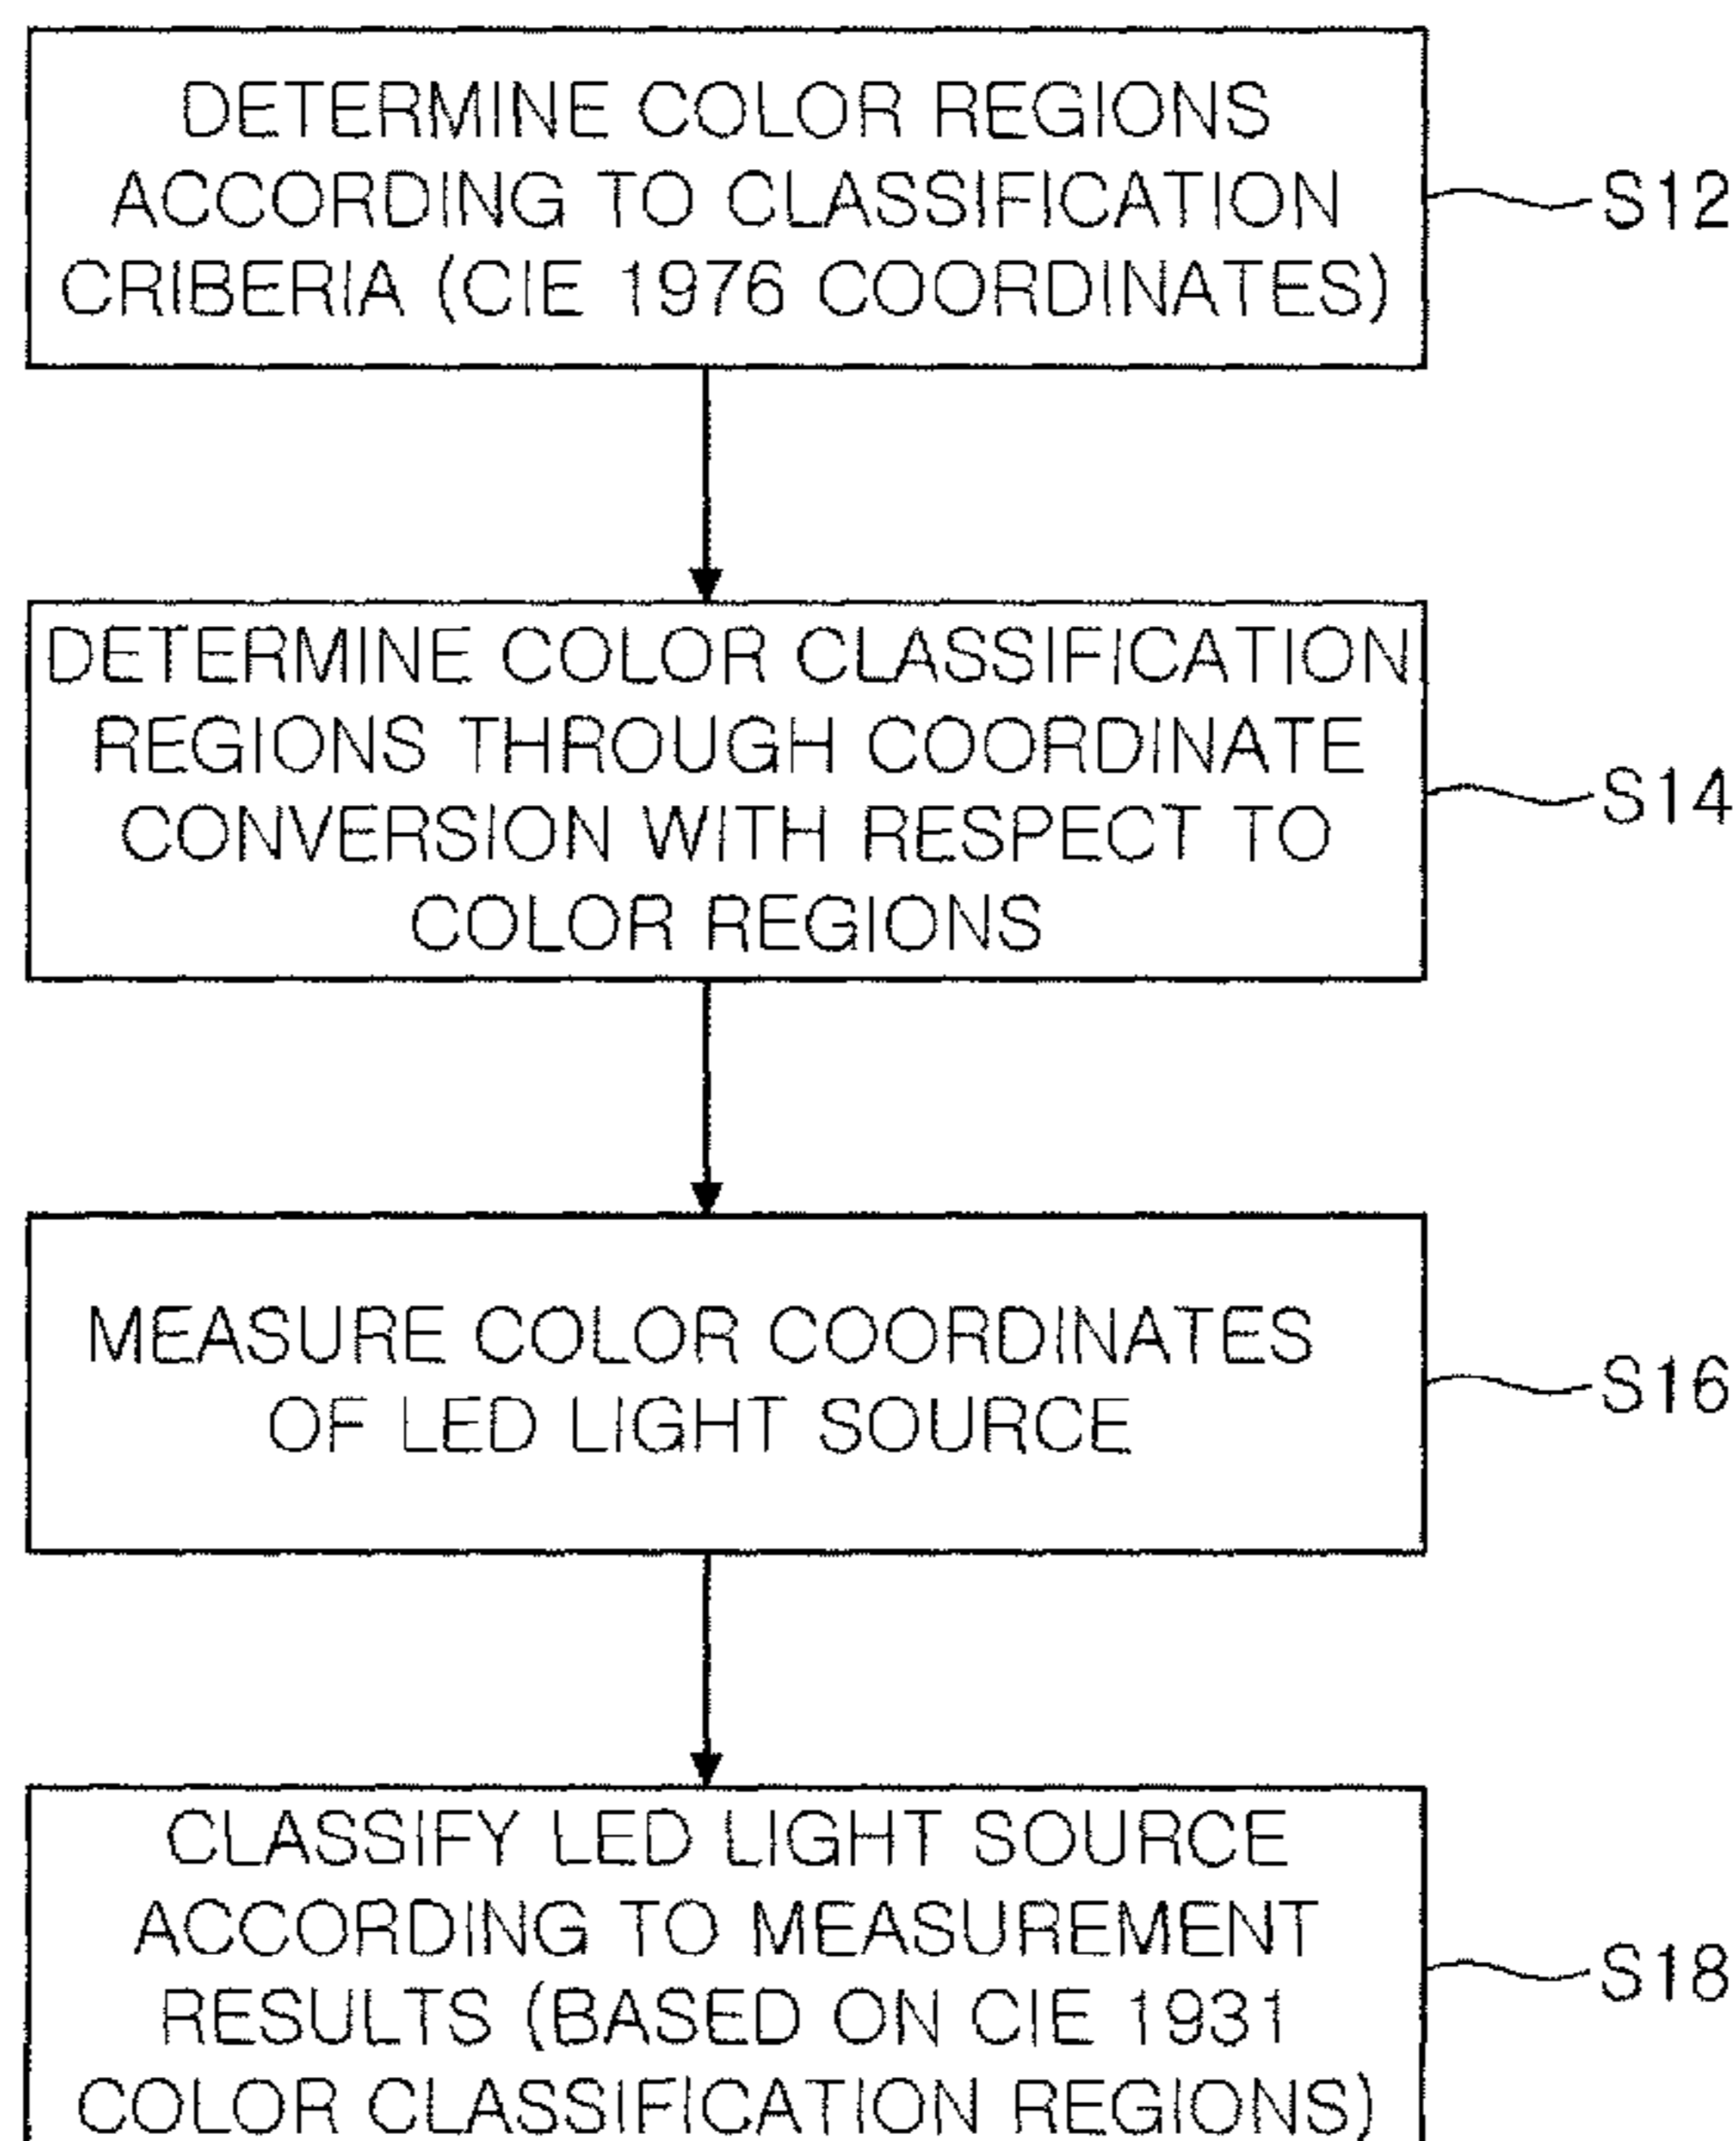 DETERMINE COLOR REGIONS
ACCORDING TO CLASSIFICATION
CRIBERIA (CIE 1976 COORDINATES)
S12
DETERMINE COLOR CLASSIFICATION
REGIONS THROUGH COORDINATE
CONVERSION WITH RESPECT TO
COLOR REGIONS
S14
MEASURE COLOR COORDINATES
OF LED LIGHT SOURCE
S16
CLASSIFY LED LIGHT SOURCE
ACCORDING TO MEASUREMENT
RESULTS (BASED ON CIE 1931
COLOR CLASSIFICATION REGIONS)
S18